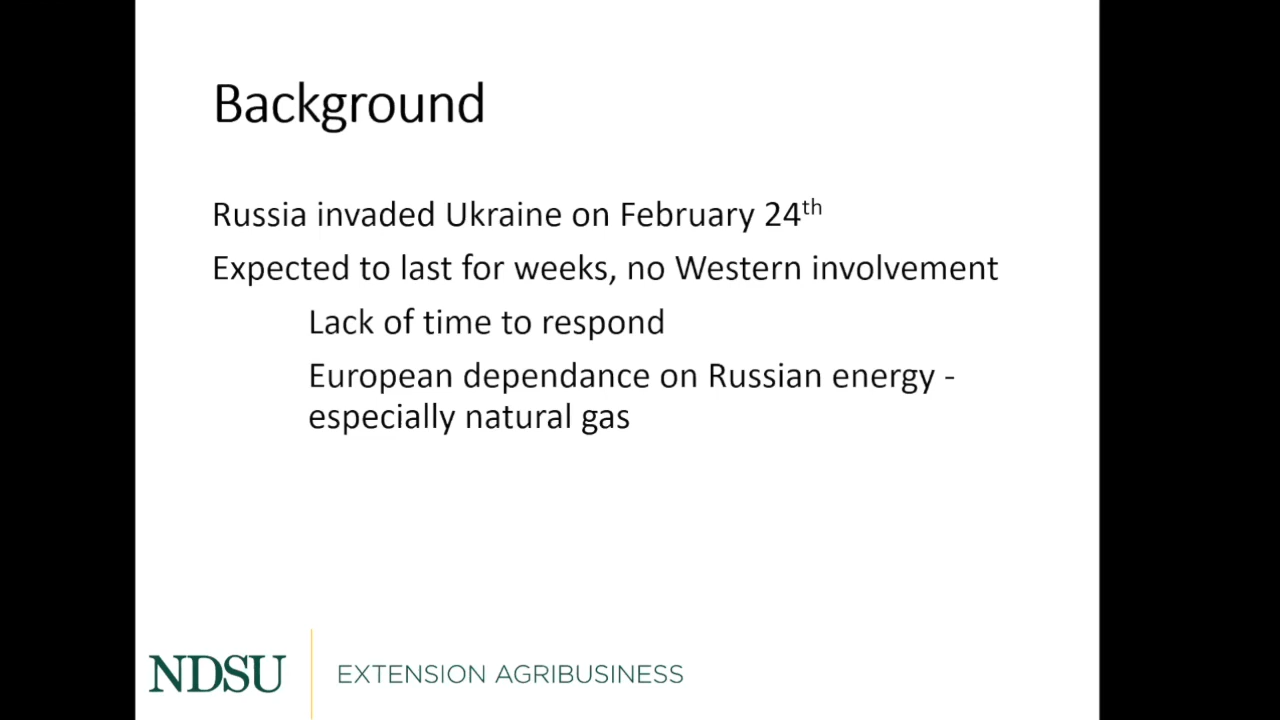 Background
Russia invaded Ukraine on February 24th
Expected to last for weeks, no Western involvement
Lack of time to respond
European dependance on Russian energy -
especially natural gas
NDSU
EXTENSION AGRIBUSINESS